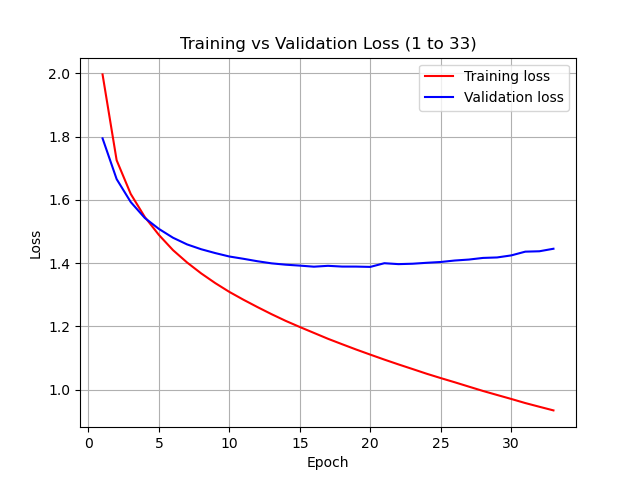 Training vs Validation Loss (1 to 33)
Training loss
Validation loss
2.0
1.8
1.6
1.4
1.2
1.0
Loss
0 5 10 15 20 25 30
Epoch